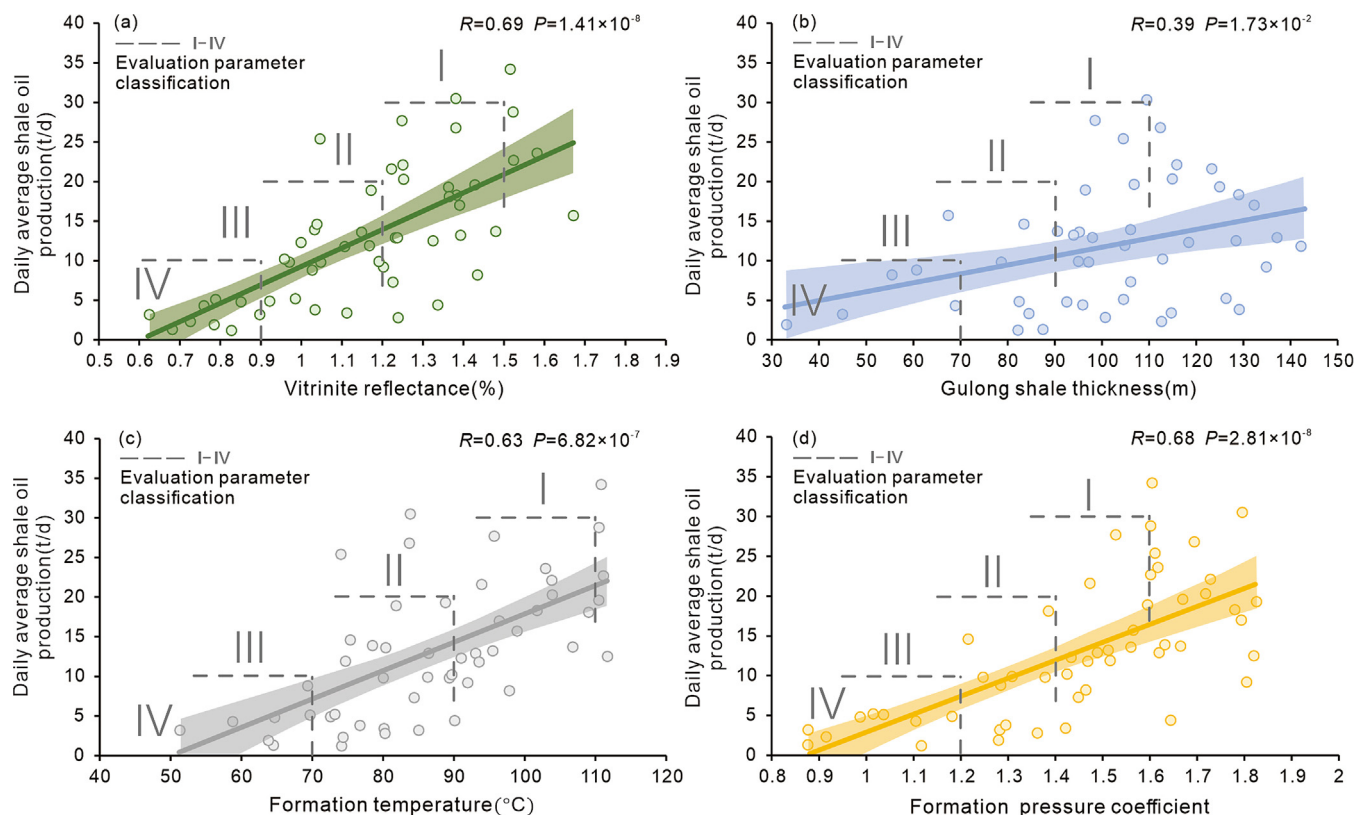 (a)
R=0.69 P=1.41×10⁻⁸
I-IV
Evaluation parameter
classification
Daily average shale oil
production(t/d)
40
35
30
25
20
15
10
5
0
I
II
III
IV
0.5 0.6 0.7 0.8 0.9 1 1.1 1.2 1.3 1.4 1.5 1.6 1.7 1.8 1.9
Vitrinite reflectance(%)
(b)
R=0.39 P=1.73×10⁻²
I-IV
Evaluation parameter
classification
Daily average shale oil
production(t/d)
40
35
30
25
20
15
10
5
0
I
II
III
IV
30 40 50 60 70 80 90 100 110 120 130 140 150
Gulong shale thickness(m)
(c)
R=0.63 P=6.82×10⁻⁷
I-IV
Evaluation parameter
classification
Daily average shale oil
production(t/d)
40
35
30
25
20
15
10
5
0
I
II
III
IV
40 50 60 70 80 90 100 110 120
Formation temperature(°C)
(d)
R=0.68 P=2.81×10⁻⁸
I-IV
Evaluation parameter
classification
Daily average shale oil
production(t/d)
40
35
30
25
20
15
10
5
0
I
II
III
IV
0.8 0.9 1 1.1 1.2 1.3 1.4 1.5 1.6 1.7 1.8 1.9 2
Formation pressure coefficient